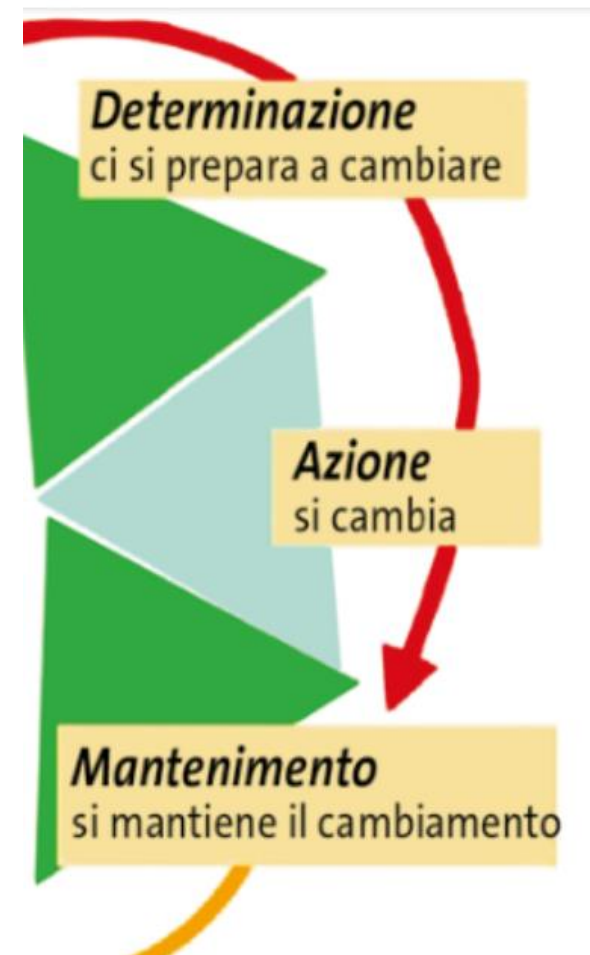 Determinazione
ci si prepara a cambiare
Azione
si cambia
Mantenimento
si mantiene il cambiamento